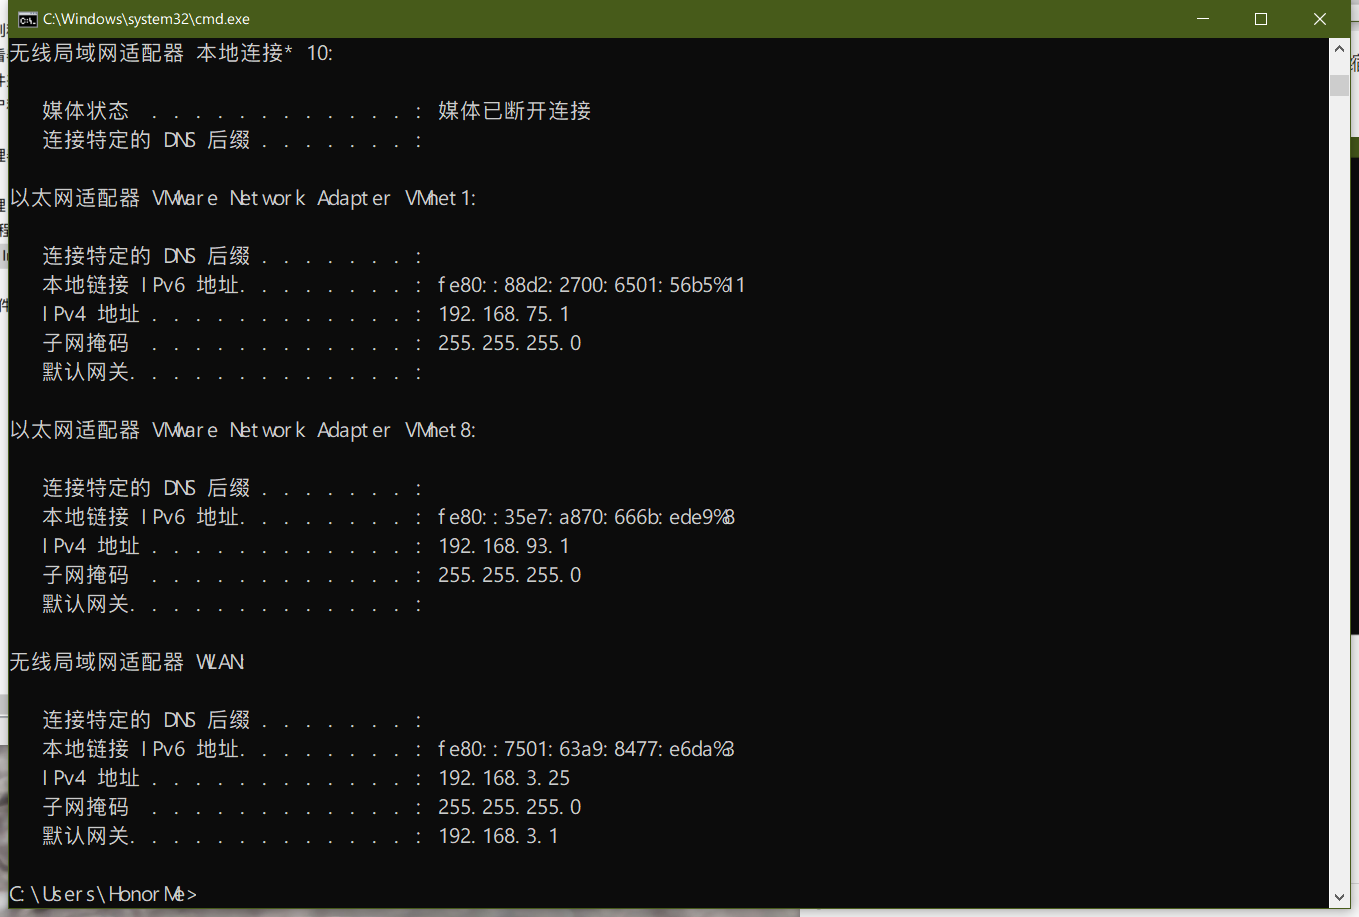 C:\Windows\system32\cmd.exe
无线局域网适配器 本地连接* 10:
媒体状态 . . . . . . . . . . . . : 媒体已断开连接
连接特定的 DNS 后缀 . . . . . . . :
以太网适配器 VMware Network Adapter VMnet1:
连接特定的 DNS 后缀 . . . . . . . :
本地链接 IPv6 地址. . . . . . . . : fe80::88d2:2700:6501:56b5%11
IPv4 地址 . . . . . . . . . . . . : 192.168.75.1
子网掩码 . . . . . . . . . . . . : 255.255.255.0
默认网关. . . . . . . . . . . . . :
以太网适配器 VMware Network Adapter VMnet8:
连接特定的 DNS 后缀 . . . . . . . :
本地链接 IPv6 地址. . . . . . . . : fe80::35e7:a870:666b:ede9%8
IPv4 地址 . . . . . . . . . . . . : 192.168.93.1
子网掩码 . . . . . . . . . . . . : 255.255.255.0
默认网关. . . . . . . . . . . . . :
无线局域网适配器 WLAN:
连接特定的 DNS 后缀 . . . . . . . :
本地链接 IPv6 地址. . . . . . . . : fe80::7501:63a9:8477:e6da%3
IPv4 地址 . . . . . . . . . . . . : 192.168.3.25
子网掩码 . . . . . . . . . . . . : 255.255.255.0
默认网关. . . . . . . . . . . . . : 192.168.3.1
C:\Users\HonorMe>